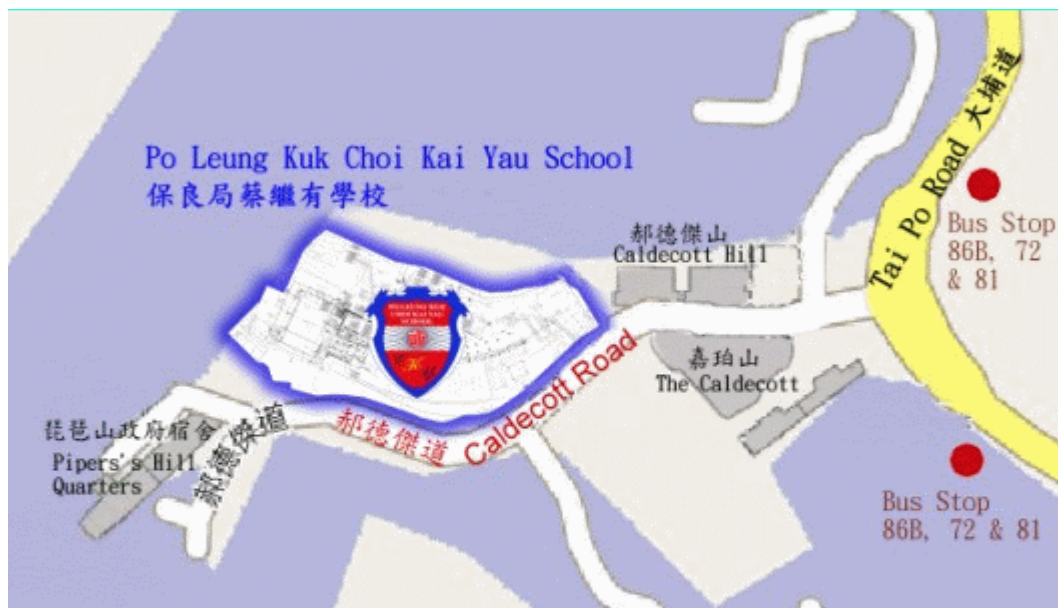 Po Leung Kuk Choi Kai Yau School
保良局蔡繼有學校
Tai Po Road 大埔道
Bus Stop
86B, 72
& 81
郝德傑山
Caldecott Hill
嘉珀山
The Caldecott
郝德傑道 Caldecott Road
郝德傑道
琵琶山政府宿舍
Pipers's Hill
Quarters
Bus Stop
86B, 72 & 81